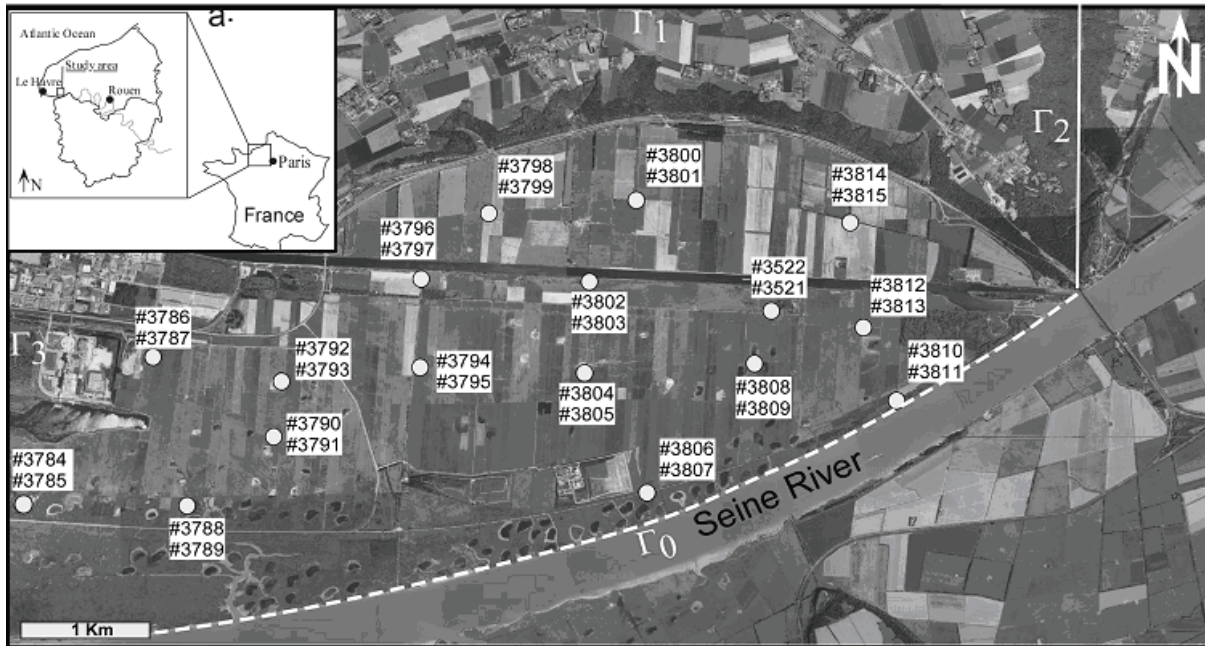 a.
Atlantic Ocean
Study area
Le Havre
Rouen
N
Paris
France
Γ1
N
Γ2
#3798
#3799
#3800
#3801
#3814
#3815
#3796
#3797
#3802
#3803
#3522
#3521
#3812
#3813
Γ3
#3786
#3787
#3792
#3793
#3794
#3795
#3804
#3805
#3808
#3809
#3810
#3811
#3790
#3791
#3784
#3785
#3788
#3789
#3806
#3807
Seine River
Γ0
1 Km